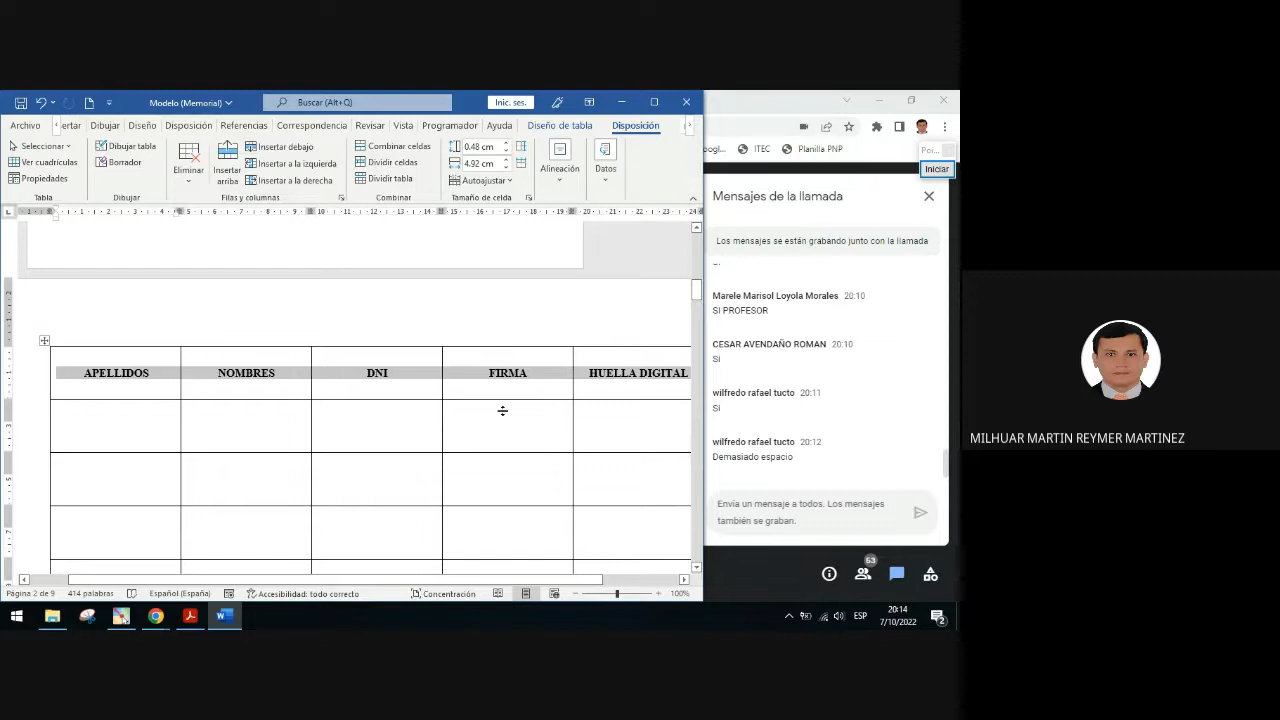 Modelo (Memorial)
Buscar (Alt+Q)
Inic. ses.
Archivo
ertar
Dibujar
Diseño
Disposición
Referencias
Correspondencia
Revisar
Vista
Programador
Ayuda
Diseño de tabla
Disposición
Seleccionar
Ver cuadrículas
Propiedades
Tabla
Dibujar tabla
Borrador
Dibujar
Eliminar
Insertar arriba
Insertar debajo
Insertar a la izquierda
Insertar a la derecha
Filas y columnas
Combinar celdas
Dividir celdas
Dividir tabla
Combinar
0.48 cm
4.92 cm
Autoajustar
Tamaño de celda
Alineación
Datos
APELLIDOS NOMBRES DNI FIRMA HUELLA DIGITAL
Página 2 de 9
414 palabras
Español (España)
Accesibilidad: todo correcto
Concentración
100%
ogl...
ITEC
Planilla PNP
Poi...
Iniciar
Mensajes de la llamada
Los mensajes se están grabando junto con la llamada
Marele Marisol Loyola Morales 20:10
SI PROFESOR
CESAR AVENDAÑO ROMAN 20:10
Si
wilfredo rafael tucto 20:11
Si
wilfredo rafael tucto 20:12
Demasiado espacio
Envía un mensaje a todos. Los mensajes
también se graban.
53
ESP
20:14
7/10/2022
2
MILHUAR MARTIN REYMER MARTINEZ